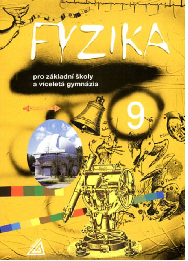 FYZIKA
pro základní školy
a víceletá gymnázia
9